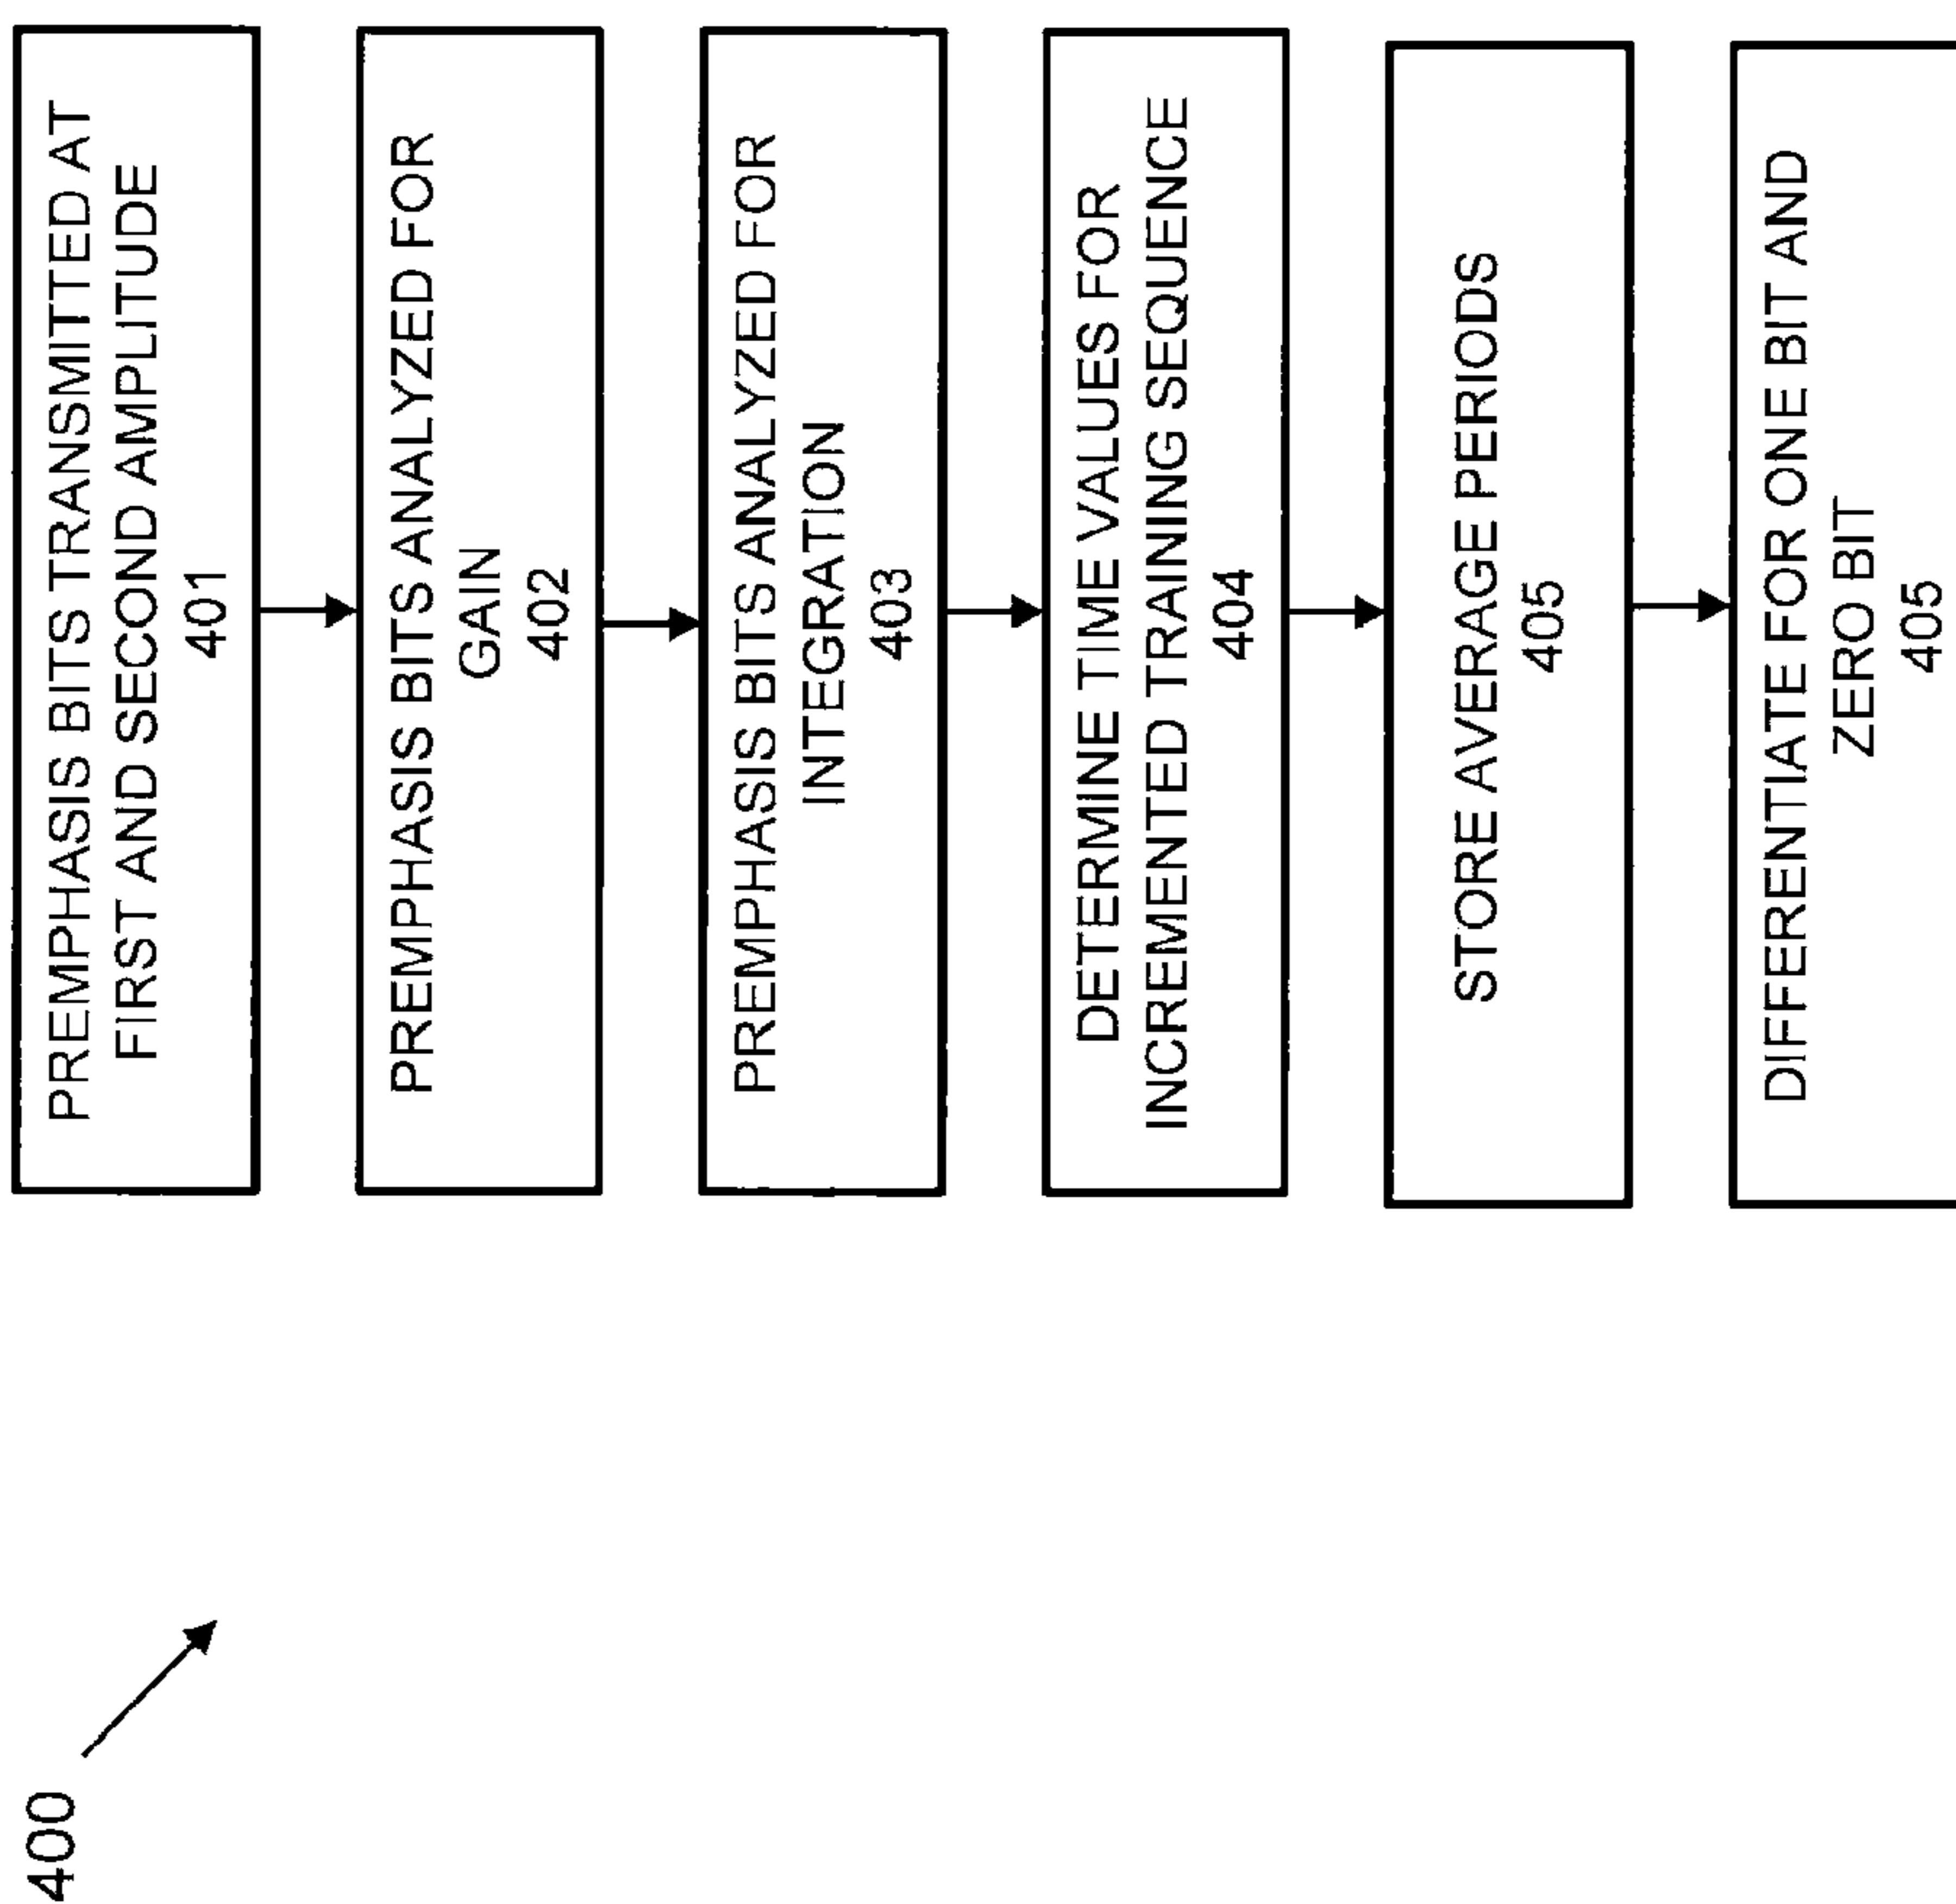 400
PREMPHASIS BITS TRANSMITTED AT
FIRST AND SECOND AMPLITUDE
401
PREMPHASIS BITS ANALYZED FOR
GAIN
402
PREMPHASIS BITS ANALYZED FOR
INTEGRATION
403
DETERMINE TIME VALUES FOR
INCREMENTED TRAINING SEQUENCE
404
STORE AVERAGE PERIODS
405
DIFFERENTIATE FOR ONE BIT AND
ZERO BIT
405